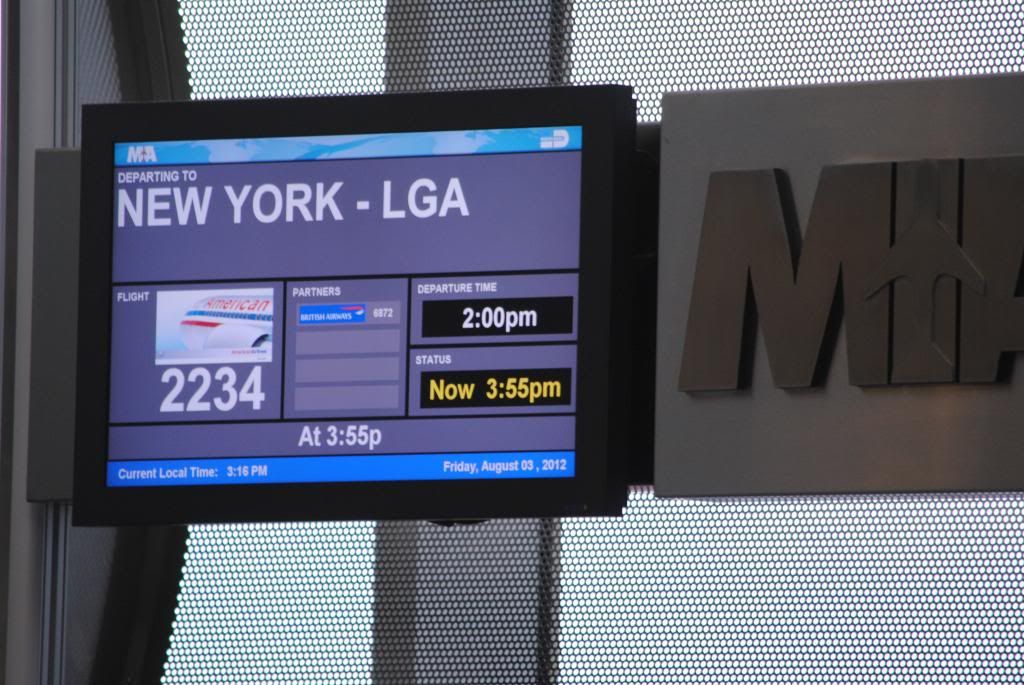 MIA
DEPARTING TO
NEW YORK - LGA
FLIGHT
American
2234
PARTNERS
BRITISH AIRWAYS 6872
DEPARTURE TIME
2:00pm
STATUS
Now 3:55pm
At 3:55p
Current Local Time: 3:16 PM
Friday, August 03 , 2012
MIA